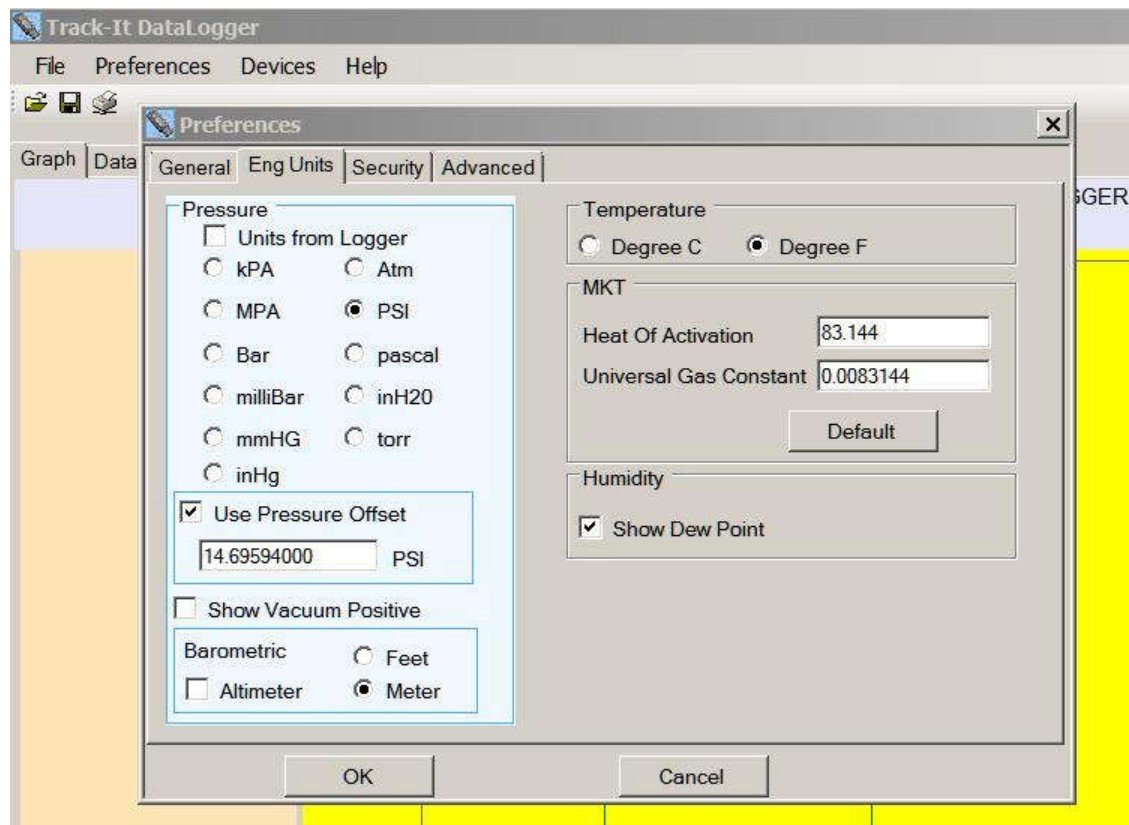 Track-It DataLogger
File Preferences Devices Help
Preferences
Graph Data
GGER
General Eng Units Security Advanced
Pressure
Units from Logger
kPA Atm
MPA PSI
Bar pascal
milliBar inH20
mmHG torr
inHg
Use Pressure Offset
14.69594000 PSI
Show Vacuum Positive
Barometric Feet
Altimeter Meter
Temperature
Degree C Degree F
MKT
Heat Of Activation 83.144
Universal Gas Constant 0.0083144
Default
Humidity
Show Dew Point
OK Cancel